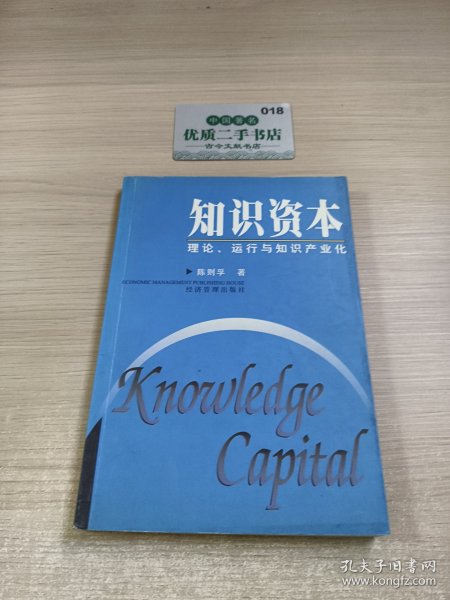 018
中国著名
优质二手书店
古今文献书店
知识资本
理论、运行与知识产业化
陈则孚 著
ECONOMIC MANAGEMENT PUBLISHING HOUSE
经济管理出版社
Knowledge
Capital
孔夫子旧书网
www.kongfz.com